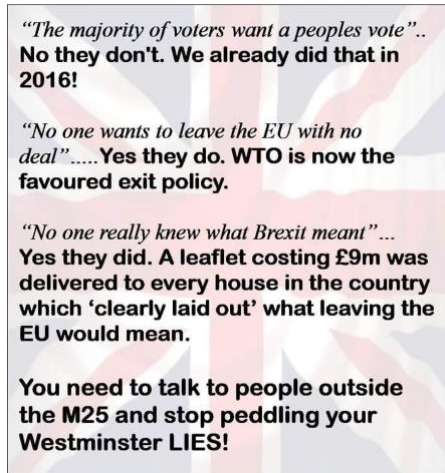 “The majority of voters want a peoples vote”..
No they don't. We already did that in
2016!
“No one wants to leave the EU with no
deal”.....Yes they do. WTO is now the
favoured exit policy.
“No one really knew what Brexit meant”...
Yes they did. A leaflet costing £9m was
delivered to every house in the country
which ‘clearly laid out’ what leaving the
EU would mean.
You need to talk to people outside
the M25 and stop peddling your
Westminster LIES!